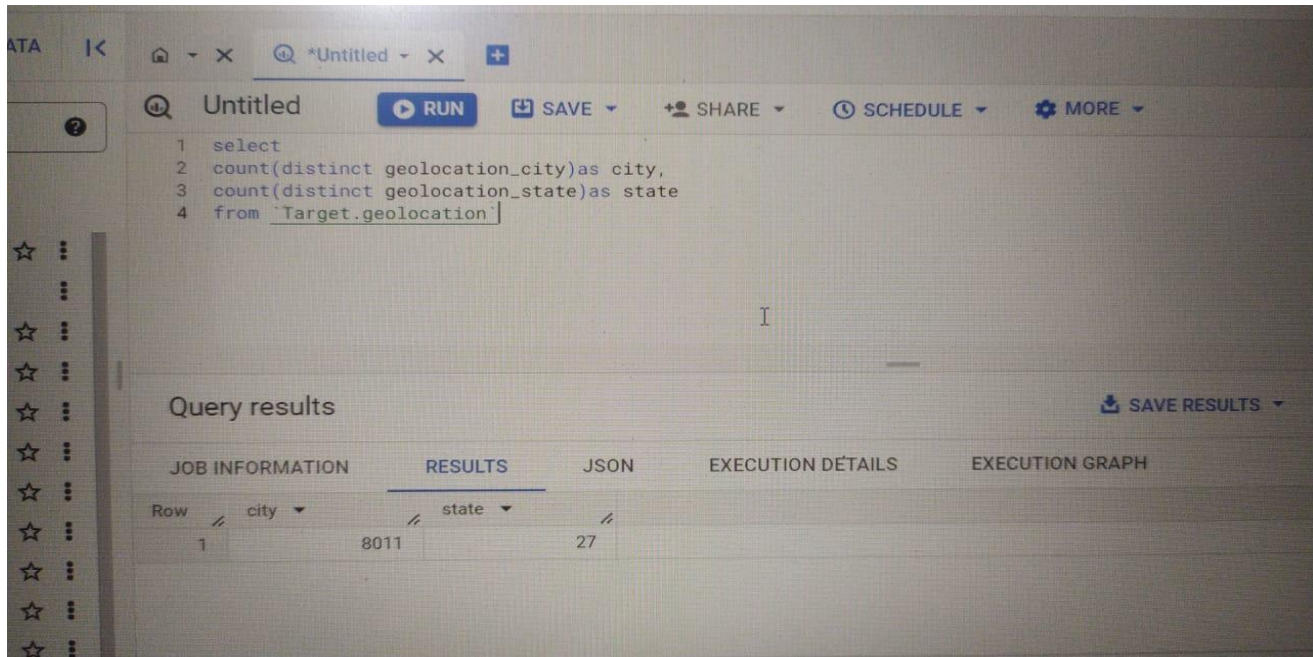 ATA
*Untitled
Untitled
RUN
SAVE
SHARE
SCHEDULE
MORE
1 select
2 count(distinct geolocation_city)as city,
3 count(distinct geolocation_state)as state
4 from `Target.geolocation`
Query results
SAVE RESULTS
JOB INFORMATION RESULTS JSON EXECUTION DETAILS EXECUTION GRAPH
Row city state
1 8011 27